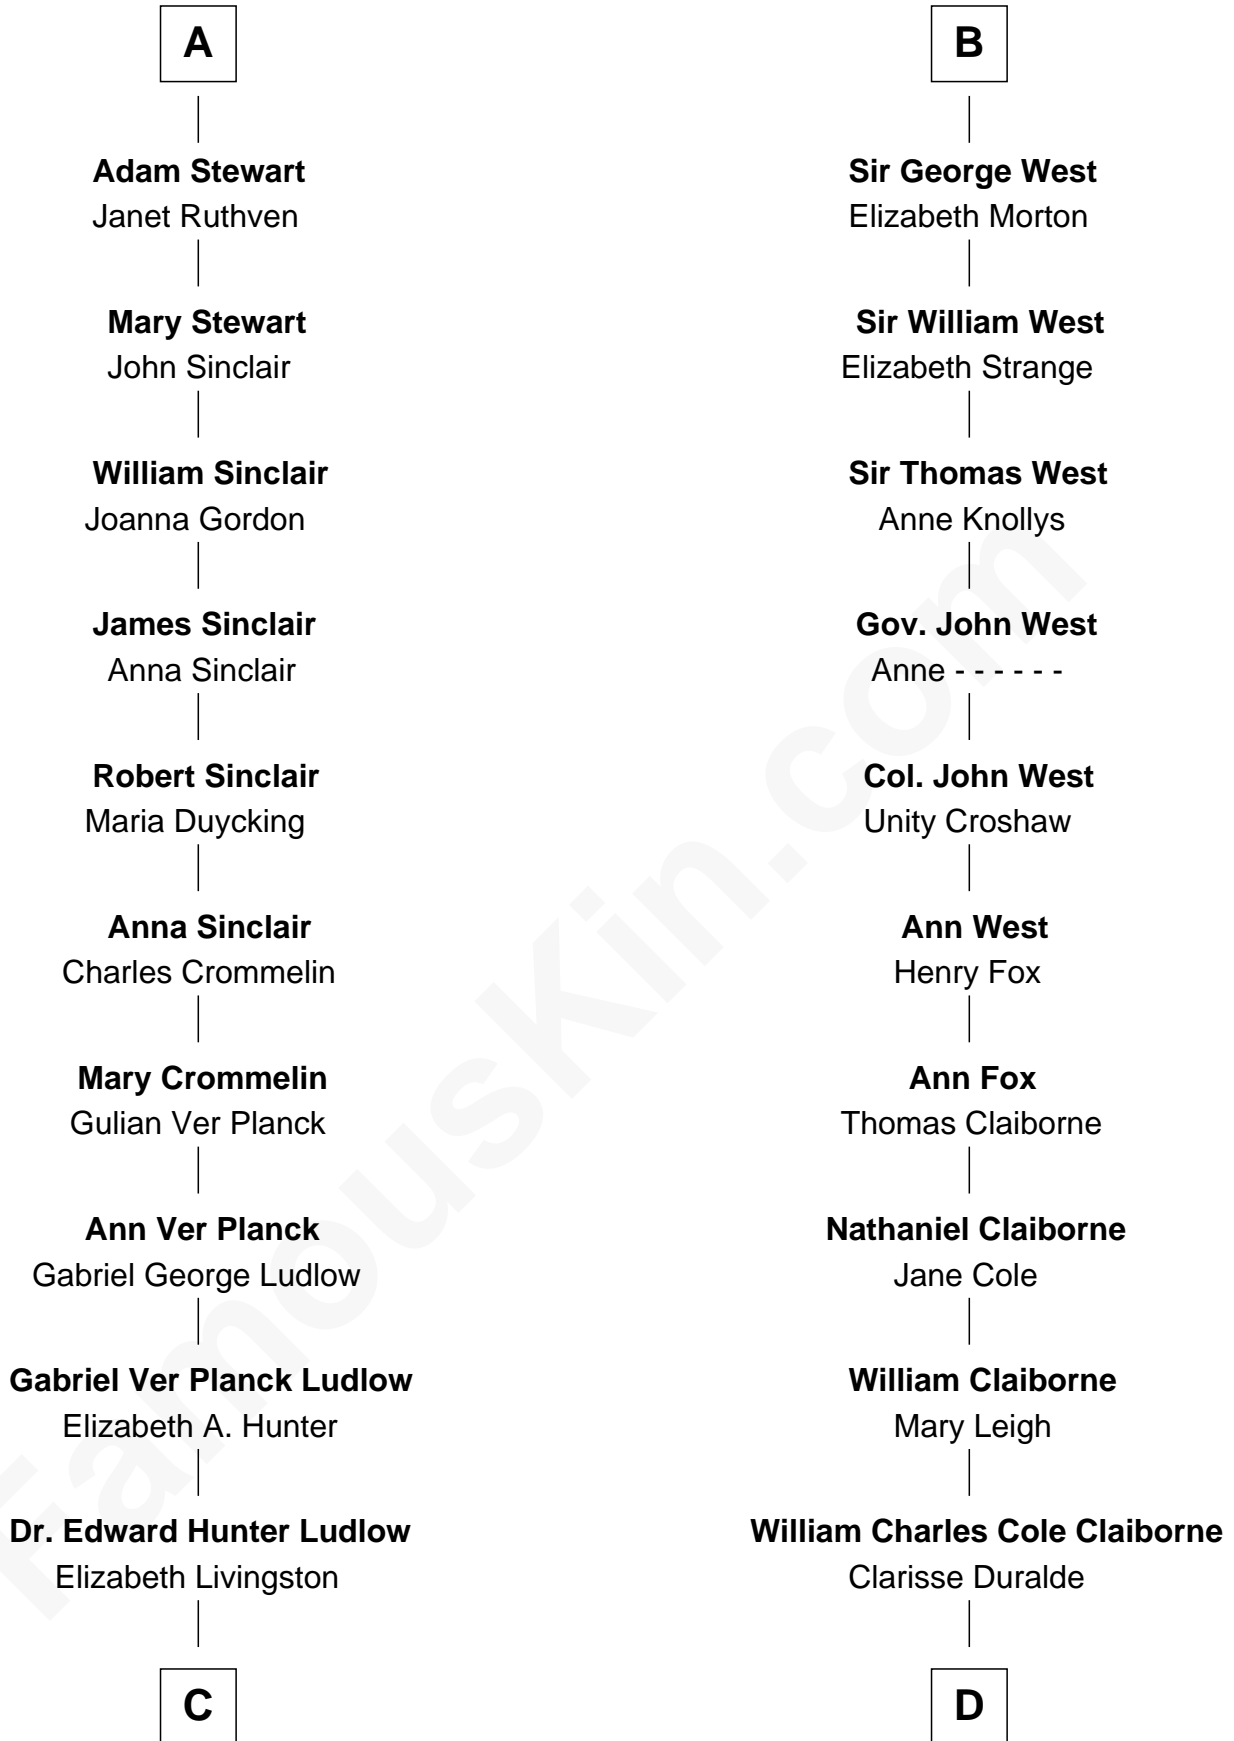 A
Adam Stewart
Janet Ruthven
Mary Stewart
John Sinclair
William Sinclair
Joanna Gordon
James Sinclair
Anna Sinclair
Robert Sinclair
Maria Duycking
Anna Sinclair
Charles Crommelin
Mary Crommelin
Gulian Ver Planck
Ann Ver Planck
Gabriel George Ludlow
Gabriel Ver Planck Ludlow
Elizabeth A. Hunter
Dr. Edward Hunter Ludlow
Elizabeth Livingston
C
B
Sir George West
Elizabeth Morton
Sir William West
Elizabeth Strange
Sir Thomas West
Anne Knollys
Gov. John West
Anne - - - - - -
Col. John West
Unity Croshaw
Ann West
Henry Fox
Ann Fox
Thomas Claiborne
Nathaniel Claiborne
Jane Cole
William Claiborne
Mary Leigh
William Charles Cole Claiborne
Clarisse Duralde
D
FamousKin.com